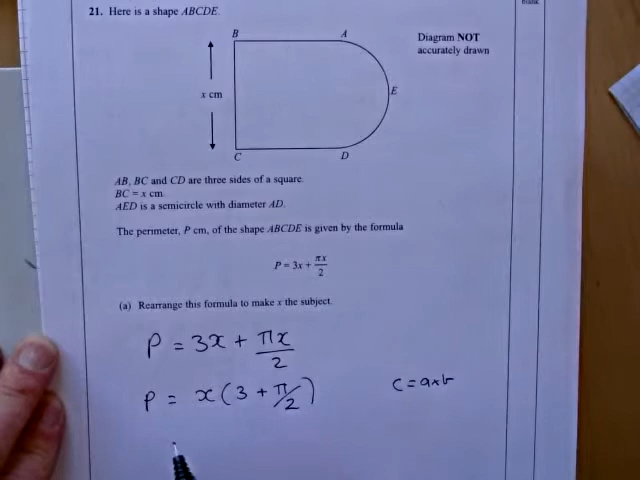 blank
21. Here is a shape ABCDE.
B
A
Diagram NOT
accurately drawn
x cm
E
C
D
AB, BC and CD are three sides of a square.
BC = x cm
AED is a semicircle with diameter AD.
The perimeter, P cm, of the shape ABCDE is given by the formula
P = 3x + πx/2
(a) Rearrange this formula to make x the subject.
P = 3x + πx/2
P = x(3 + π/2)
c = a×b